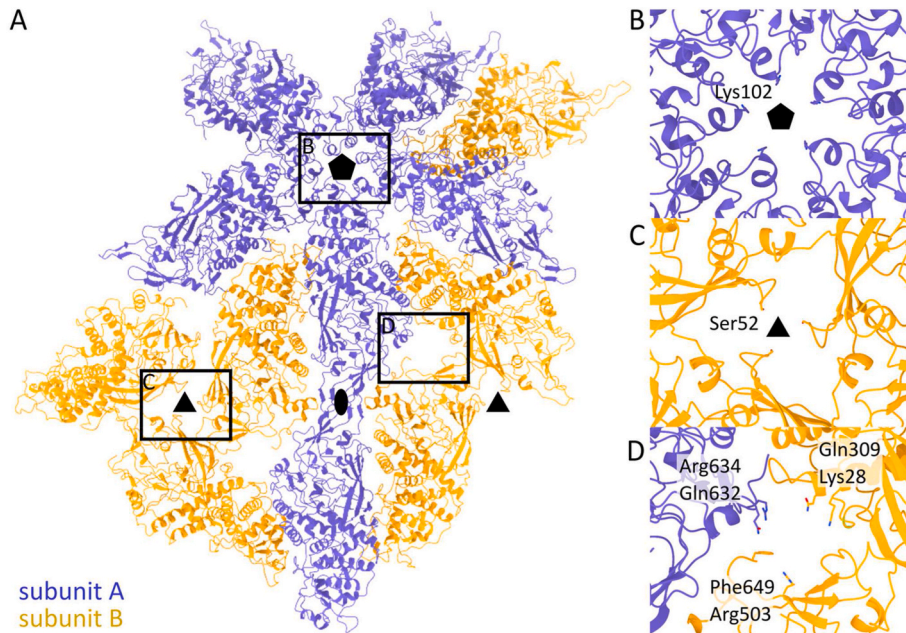 A
B
D
C
subunit A
subunit B
B
Lys102
C
Ser52
D
Arg634
Gln632
Gln309
Lys28
Phe649
Arg503